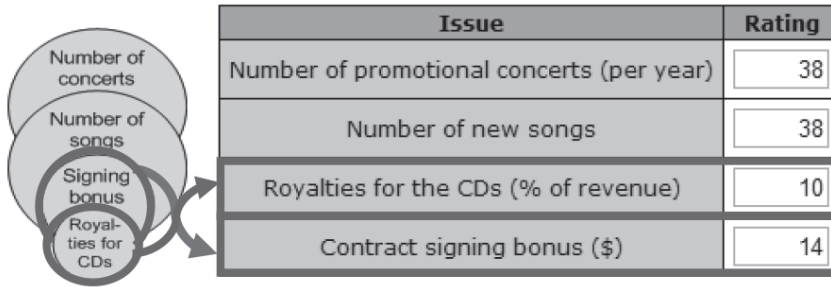 Number of
concerts
Number of
songs
Signing
bonus
Royal-
ties for
CDs
Issue Rating
Number of promotional concerts (per year) 38
Number of new songs 38
Royalties for the CDs (% of revenue) 10
Contract signing bonus ($) 14